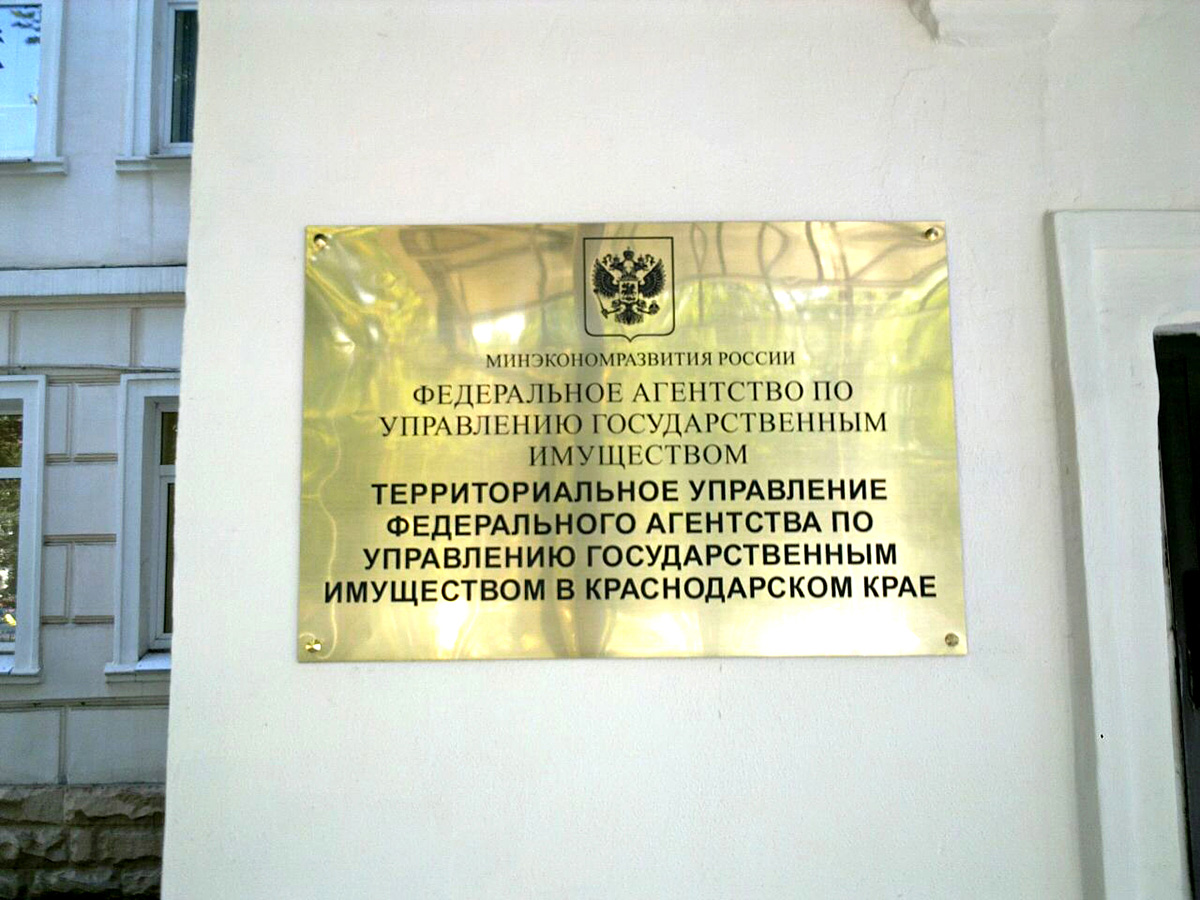 МИНЭКОНОМРАЗВИТИЯ РОССИИ
ФЕДЕРАЛЬНОЕ АГЕНТСТВО ПО
УПРАВЛЕНИЮ ГОСУДАРСТВЕННЫМ
ИМУЩЕСТВОМ
ТЕРРИТОРИАЛЬНОЕ УПРАВЛЕНИЕ
ФЕДЕРАЛЬНОГО АГЕНТСТВА ПО
УПРАВЛЕНИЮ ГОСУДАРСТВЕННЫМ
ИМУЩЕСТВОМ В КРАСНОДАРСКОМ КРАЕ